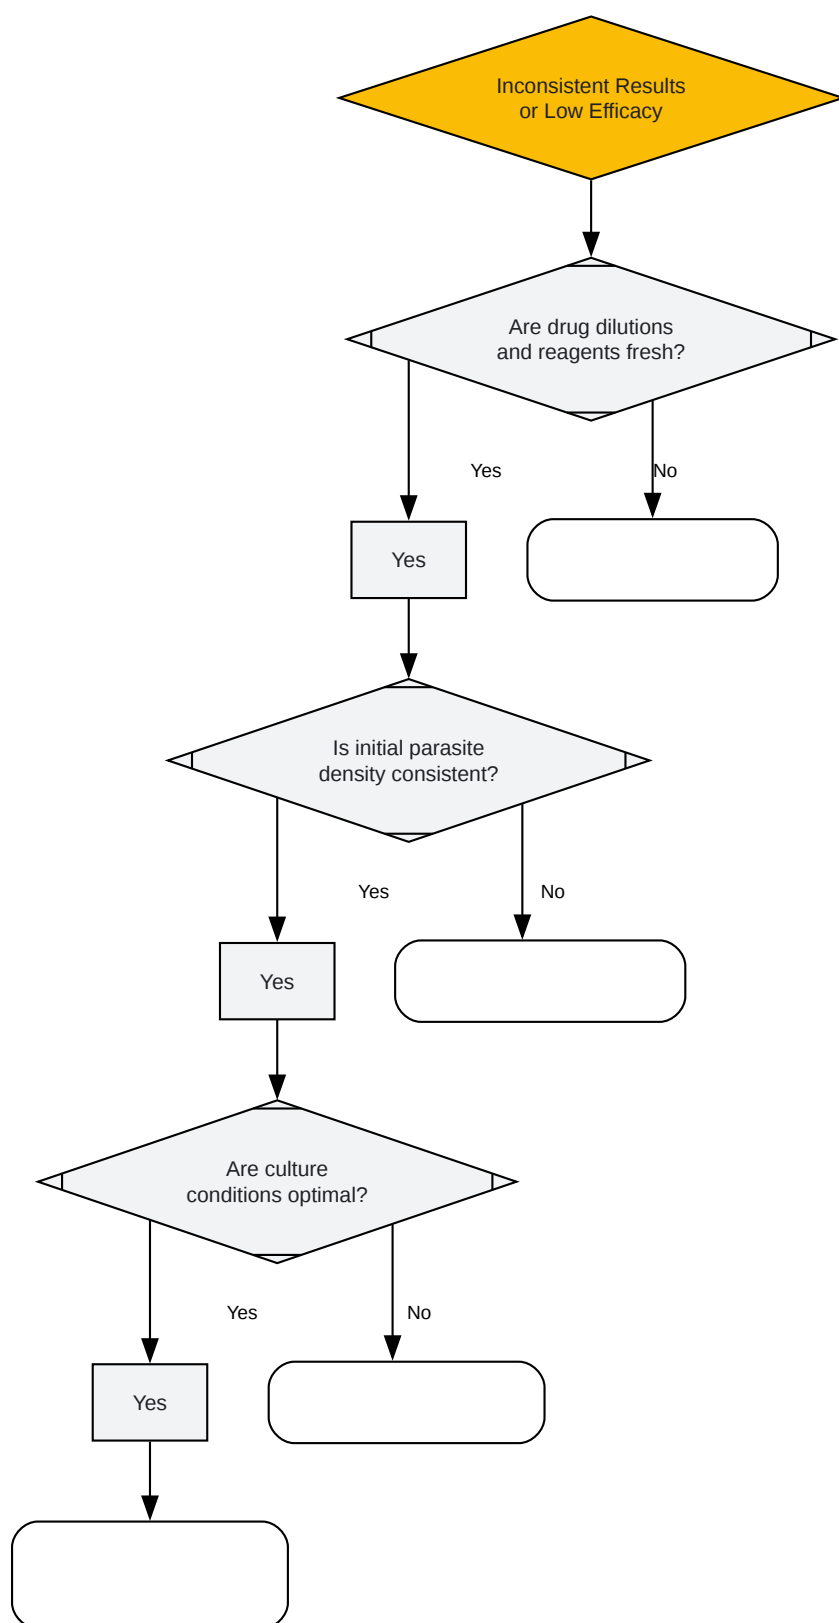 Inconsistent Results
or Low Efficacy
Are drug dilutions
and reagents fresh?
Yes
No
Yes
Is initial parasite
density consistent?
Yes
No
Yes
Are culture
conditions optimal?
Yes
No
Yes